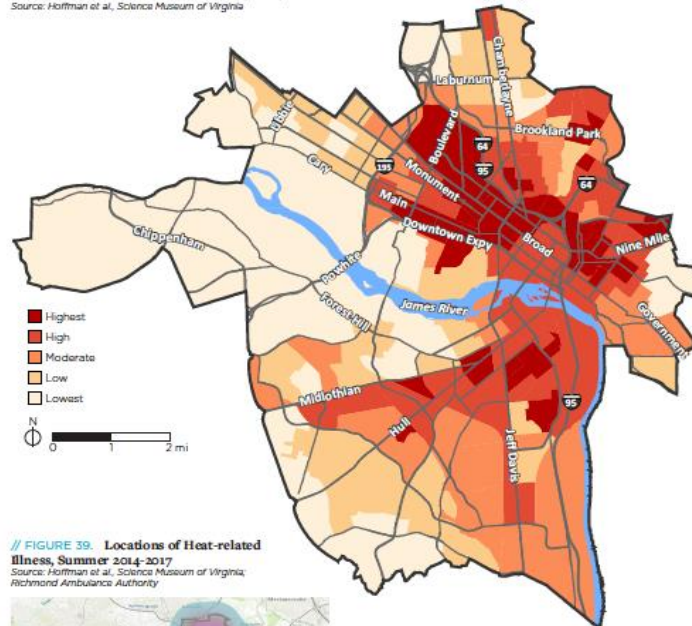 Source: Hoffman et al., Science Museum of Virginia
Laburnum
Chamberlayne
Brookland Park
Boulevard
64
95
64
Libbie
Cary
195
Monument
Main
Downtown Expy
Broad
Nine Mile
Chippenham
Powhite
James River
Forest Hill
Government
Highest
High
Moderate
Low
Lowest
Midlothian
Hull
Jeff Davis
95
N
0 1 2 mi
// FIGURE 39. Locations of Heat-related
Illness, Summer 2014-2017
Source: Hoffman et al., Science Museum of Virginia;
Richmond Ambulance Authority